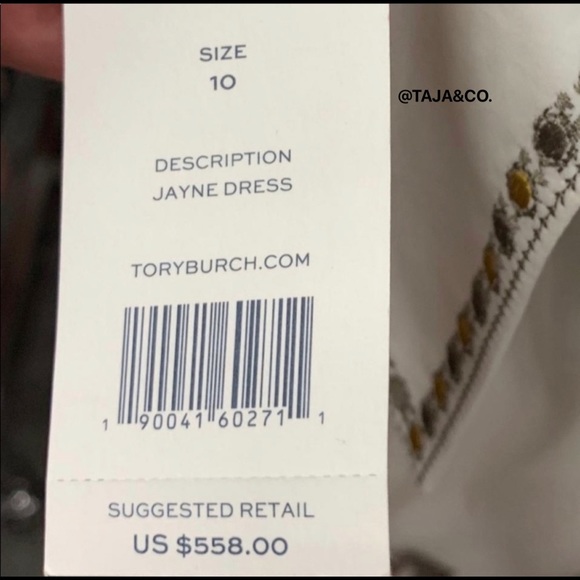 SIZE
10
@TAJA&CO.
DESCRIPTION
JAYNE DRESS
TORYBURCH.COM
1 90041 60271 1
SUGGESTED RETAIL
US $558.00